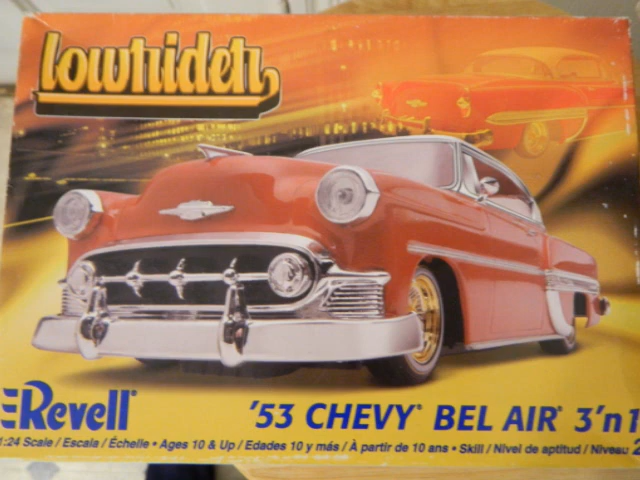 lowrider
Revell
'53 CHEVY® BEL AIR® 3'n1
1:24 Scale / Escala / Échelle • Ages 10 & Up / Edades 10 y más / À partir de 10 ans • Skill / Nivel de aptitud / Niveau 2